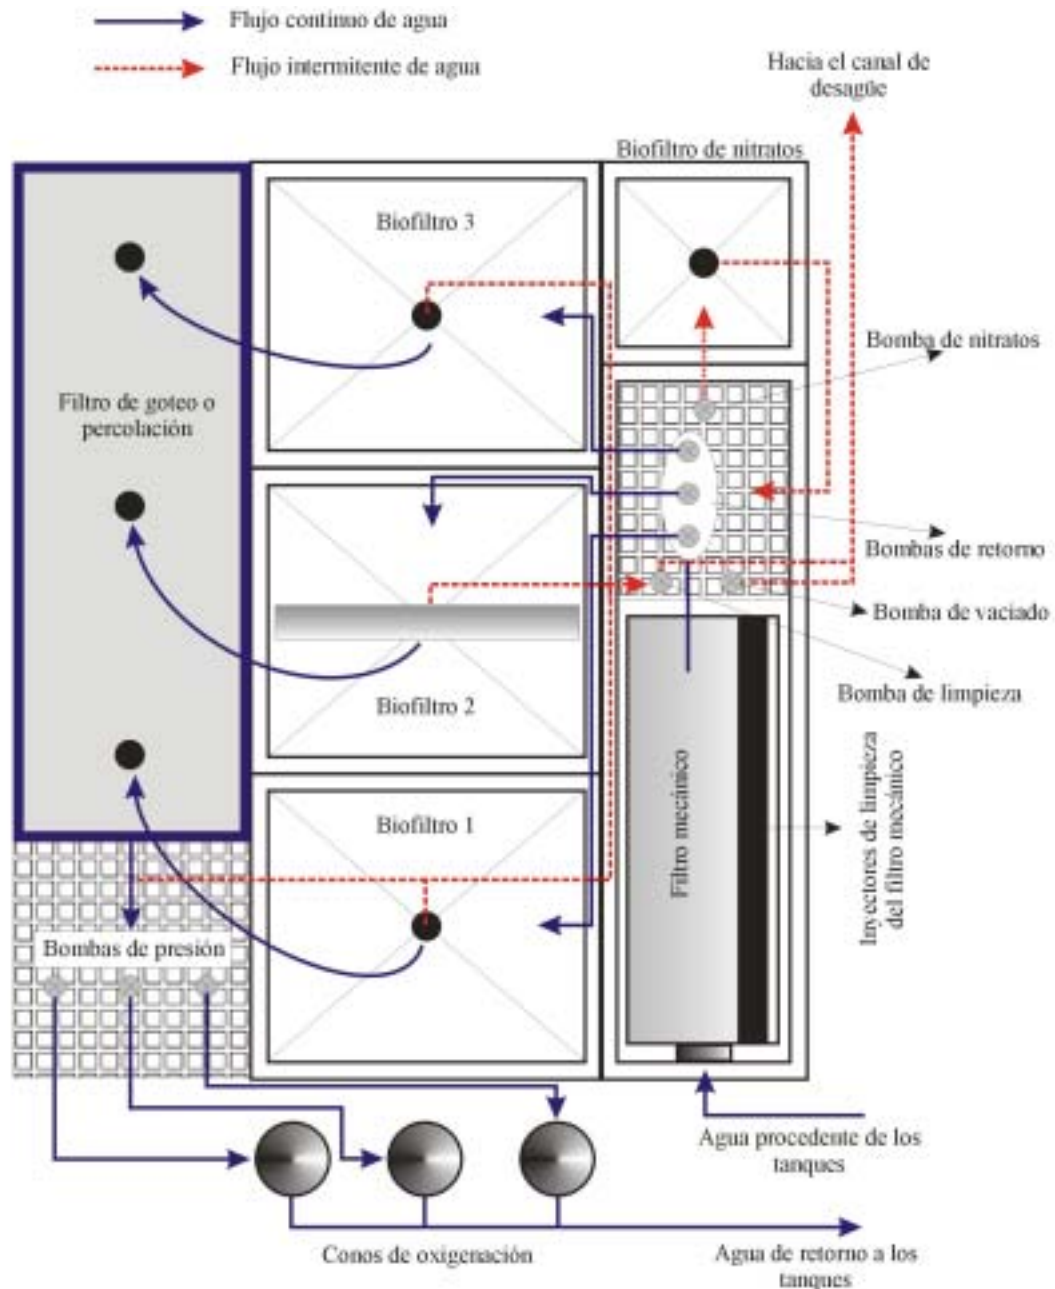 Flujo continuo de agua
Flujo intermitente de agua
Hacia el canal de
desagüe
Biofiltro de nitratos
Biofiltro 3
Bomba de nitratos
Filtro de goteo o
percolación
Bombas de retorno
Bomba de vaciado
Bomba de limpieza
Biofiltro 2
Filtro mecánico
Inyectores de limpieza
del filtro mecánico
Biofiltro 1
Bombas de presión
Agua procedente de los
tanques
Conos de oxigenación
Agua de retorno a los
tanques